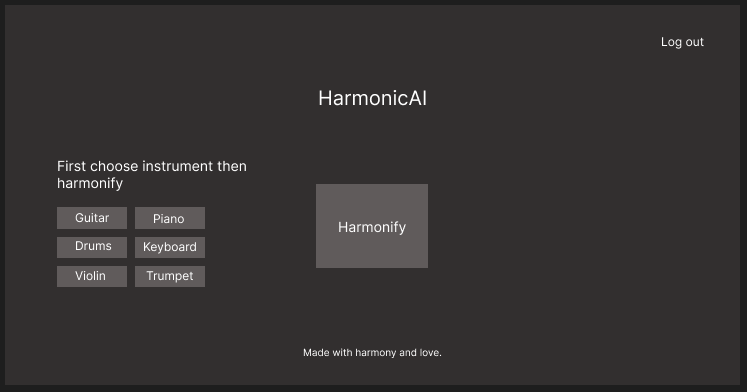 Log out
HarmonicAI
First choose instrument then
harmonify
Guitar
Piano
Drums
Keyboard
Violin
Trumpet
Harmonify
Made with harmony and love.